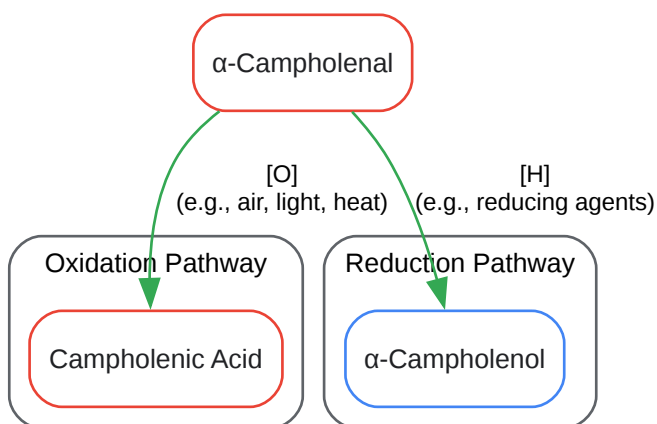 α-Campholenal
[O]
(e.g., air, light, heat)
[H]
(e.g., reducing agents)
Oxidation Pathway
Reduction Pathway
Campholenic Acid
α-Campholenol